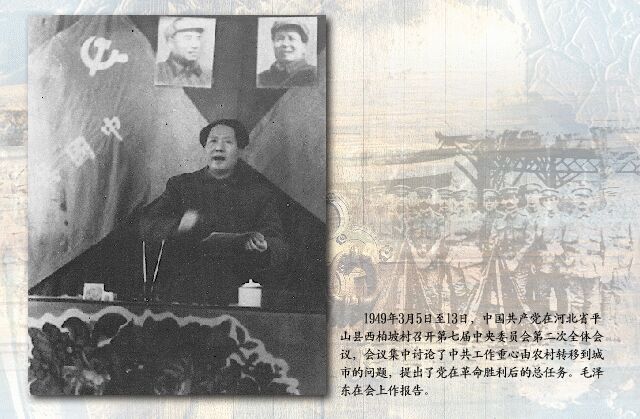 中國
1949年3月5日至13日，中国共产党在河北省平
山县西柏坡村召开第七届中央委员会第二次全体会
议，会议集中讨论了中共工作重心由农村转移到城
市的问题，提出了党在革命胜利后的总任务。毛泽
东在会上作报告。